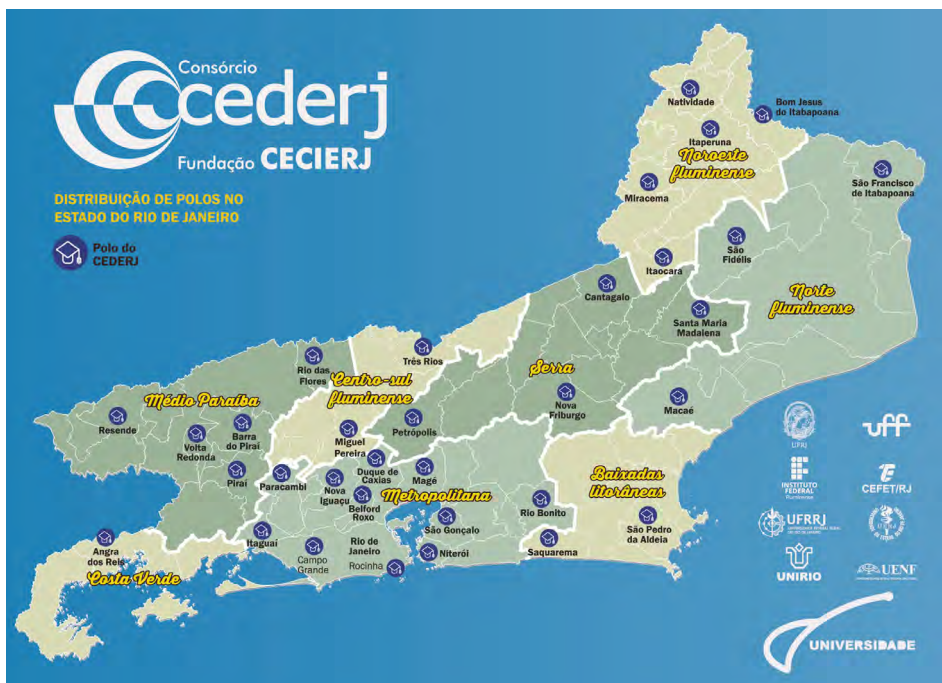 Consórcio
cederj
Fundação CECIERJ
DISTRIBUIÇÃO DE POLOS NO
ESTADO DO RIO DE JANEIRO
Polo do
CEDERJ
Natividade
Bom Jesus
do Itabapoana
Itaperuna
Noroeste
fluminense
Miracema
São Francisco
de Itabapoana
São
Fidélis
Itaocara
Cantagalo
Norte
fluminense
Santa Maria
Madalena
Rio das
Flores
Três Rios
Serra
Centro-sul
fluminense
Médio Paraíba
Nova
Friburgo
Macaé
Resende
Volta
Redonda
Barra
do Piraí
Miguel
Pereira
Petrópolis
Piraí
Paracambi
Nova
Iguaçu
Duque de
Caxias
Magé
Metropolitana
Baixadas
litorâneas
Belford
Roxo
Rio Bonito
São Gonçalo
São Pedro
da Aldeia
Itaguaí
Angra
dos Reis
Costa Verde
Campo
Grande
Rio de
Janeiro
Rocinha
Niterói
Saquarema
UFRJ
uff
INSTITUTO
FEDERAL
Fluminense
CEFET/RJ
UFRRJ
UNIRIO
UENF
UNIVERSIDADE